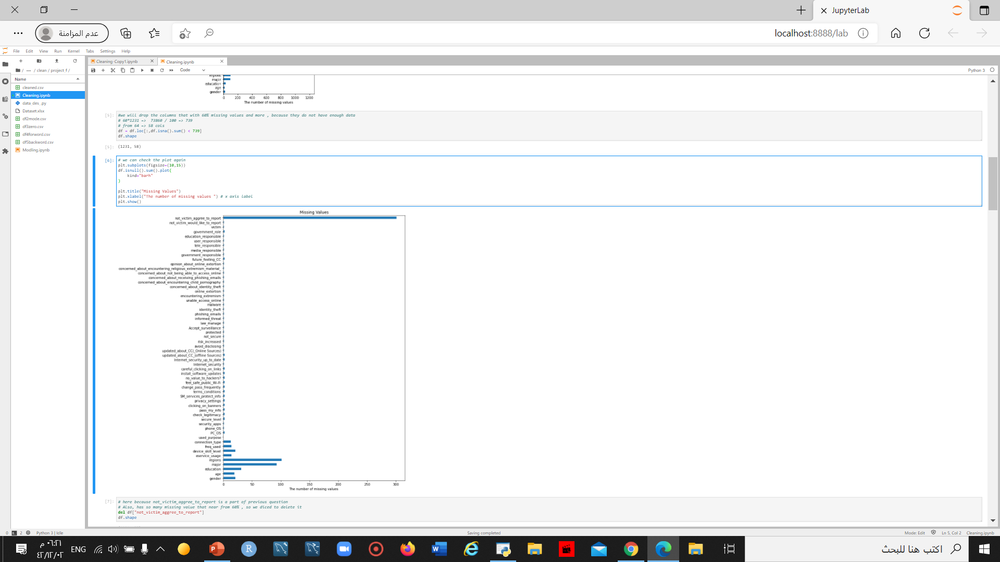 JupyterLab
عدم المزامنة
localhost:8888/lab
File Edit View Run Kernel Tabs Settings Help
Cleaning-Copy1.ipynb
Cleaning.ipynb
Code
Python 3
/ ··· / clean / project_f /
Name
cleaned.csv
Cleaning.ipynb
data_des_.py
Dataset.xlsx
df2mode.csv
df3zero.csv
df4forword.csv
df5backword.csv
Modling.ipynb
regions
major
education
age
gender
0 200 400 600 800 1000 1200
The number of missing values
[5]:
#we will drop the columns that with 60% missing values and more , because they do not have enough data
# 60*1231 => 73860 / 100 => 739
# from 64 => 58 cols
df = df.loc[:,df.isna().sum() < 739]
df.shape
[5]: (1231, 58)
[6]:
# we can check the plot again
plt.subplots(figsize=(10,15))
df.isnull().sum().plot(
kind="barh"
)
plt.title("Missing Values")
plt.xlabel("The number of missing values ") # x axis label
plt.show()
Missing Values
not_victim_aggree_to_report
not_victim_would_like_to_report
victim
government_role
education_responsible
user_responsible
tele_responsible
media_responsible
government_responsible
future_feeling_CC
opinion_about_online_extortion
concerned_about_encountering_religious_extremism_material_
concerned_about_not_being_able_to_access_online
concerned_about_receiving_phishing_emails
concerned_about_encountering_child_pornography
concerned_about_identity_theft
online_extortion
encountering_extremism
unable_access_online
malware
identity_theft
phishing_emails
informed_threat
law_manage
Accept_surveillance
protected
not_secure
risk_increased
avoid_disclosing
updated_about_CC(_Online Sources)
updated_about_CC_(offline Sources)
Internet_security_up_to_date
Internet_security
careful_clicking_on_links
install_software_updates
no_value_to_hackers?
feel_safe_public_Wi-Fi
change_pass_frequently
terms_conditions
SM_services_protect_info
privacy_settings
clicking_on_banners
pass_my_info
check_legitimacy
secure_level
security_apps
phone_OS
PC_OS
used_purpose
connection_type
freq_used
device_skill_level
eservice_usage
regions
major
education
age
gender
0 50 100 150 200 250 300
The number of missing values
[7]:
# here because not_victim_aggree_to_report is a part of previous question
# Also, has so many missing value that near from 60% , so we diced to delete it
del df["not_victim_aggree_to_report"]
df.shape
0 2 Python 3 | Idle
Saving completed
Mode: Edit Ln 5, Col 2 Cleaning.ipynb
٠٦:٢١ م
٤٢/١٢/٠٢
ENG
اكتب هنا للبحث